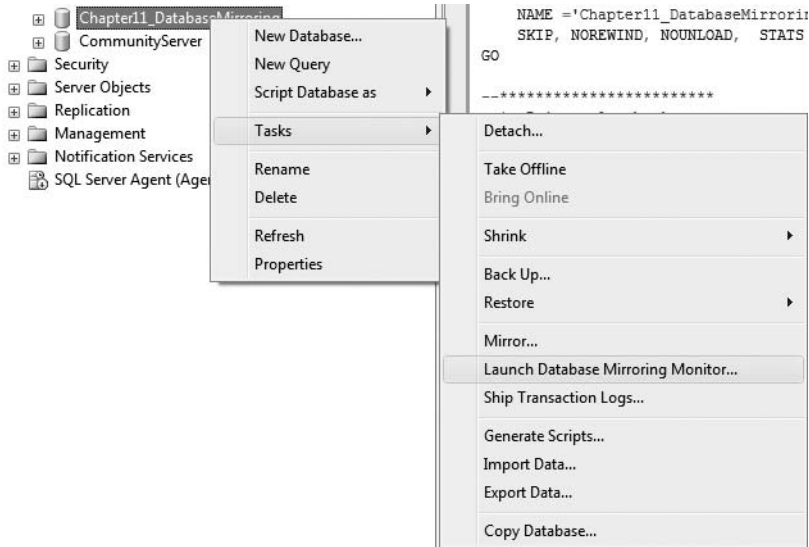 Chapter11_DatabaseMirroring
CommunityServer
Security
Server Objects
Replication
Management
Notification Services
SQL Server Agent (Age
New Database...
New Query
Script Database as
Tasks
Rename
Delete
Refresh
Properties
NAME ='Chapter11_DatabaseMirrorin
SKIP, NOREWIND, NOUNLOAD, STATS
GO
--************************
Detach...
Take Offline
Bring Online
Shrink
Back Up...
Restore
Mirror...
Launch Database Mirroring Monitor...
Ship Transaction Logs...
Generate Scripts...
Import Data...
Export Data...
Copy Database...